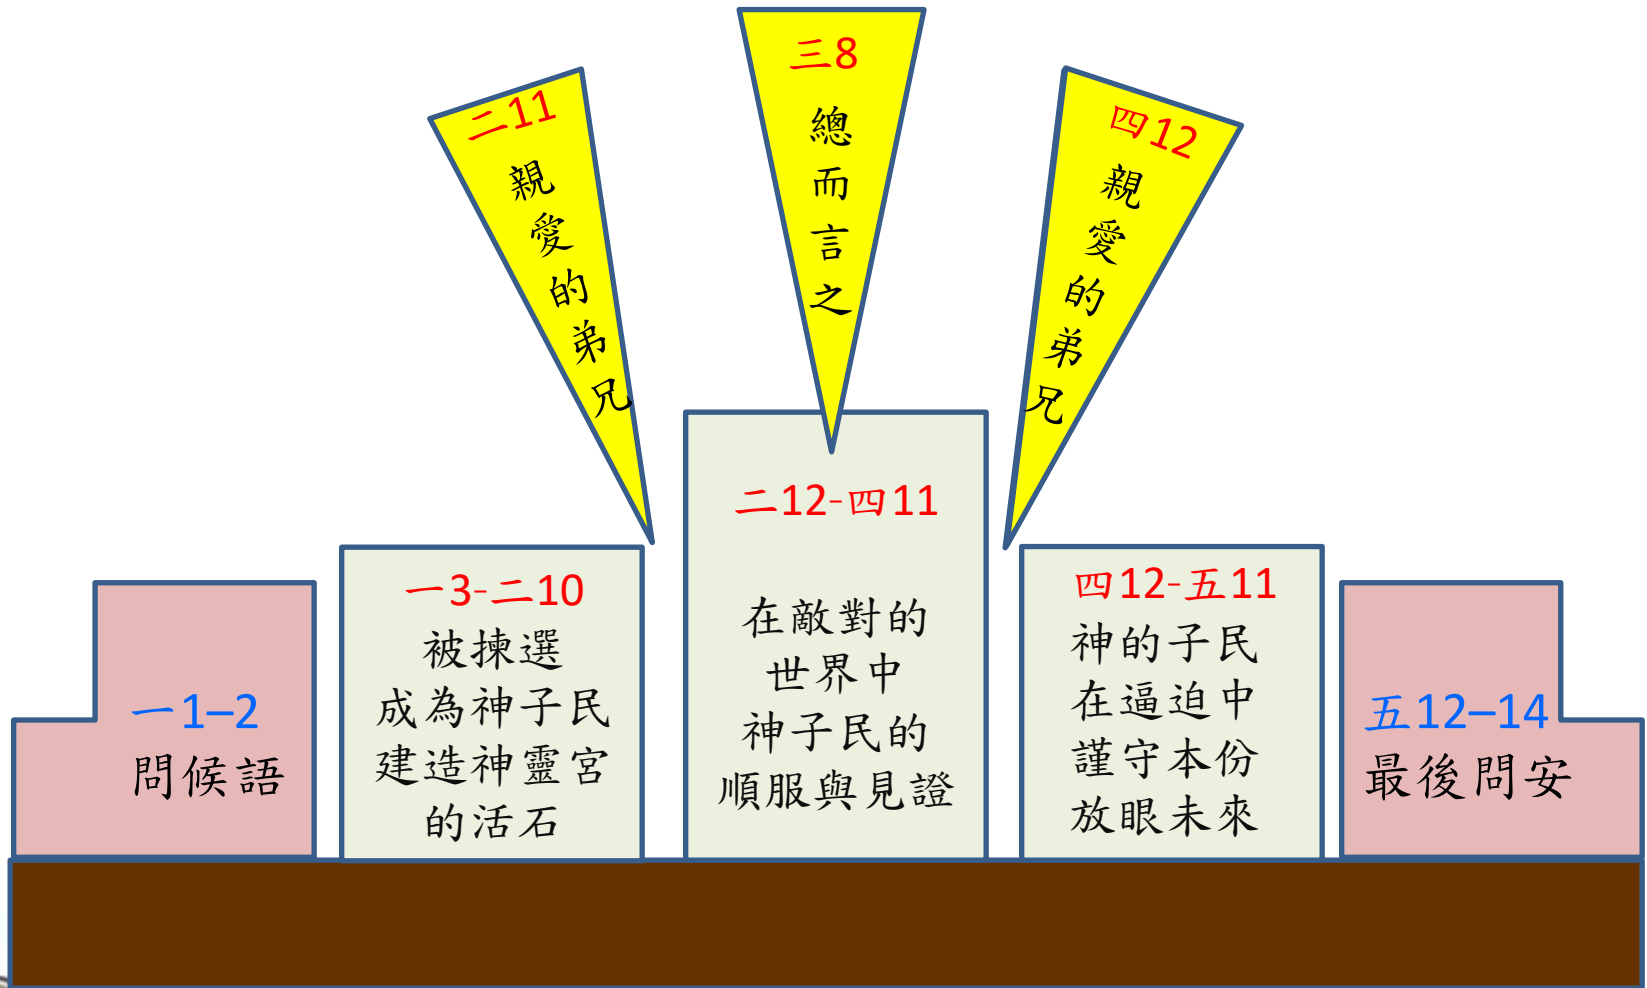 二11
親愛的弟兄
三8
總而言之
四12
親愛的弟兄
一1–2
問候語
一3-二10
被揀選
成為神子民
建造神靈宮
的活石
二12-四11
在敵對的
世界中
神子民的
順服與見證
四12-五11
神的子民
在逼迫中
謹守本份
放眼未來
五12–14
最後問安